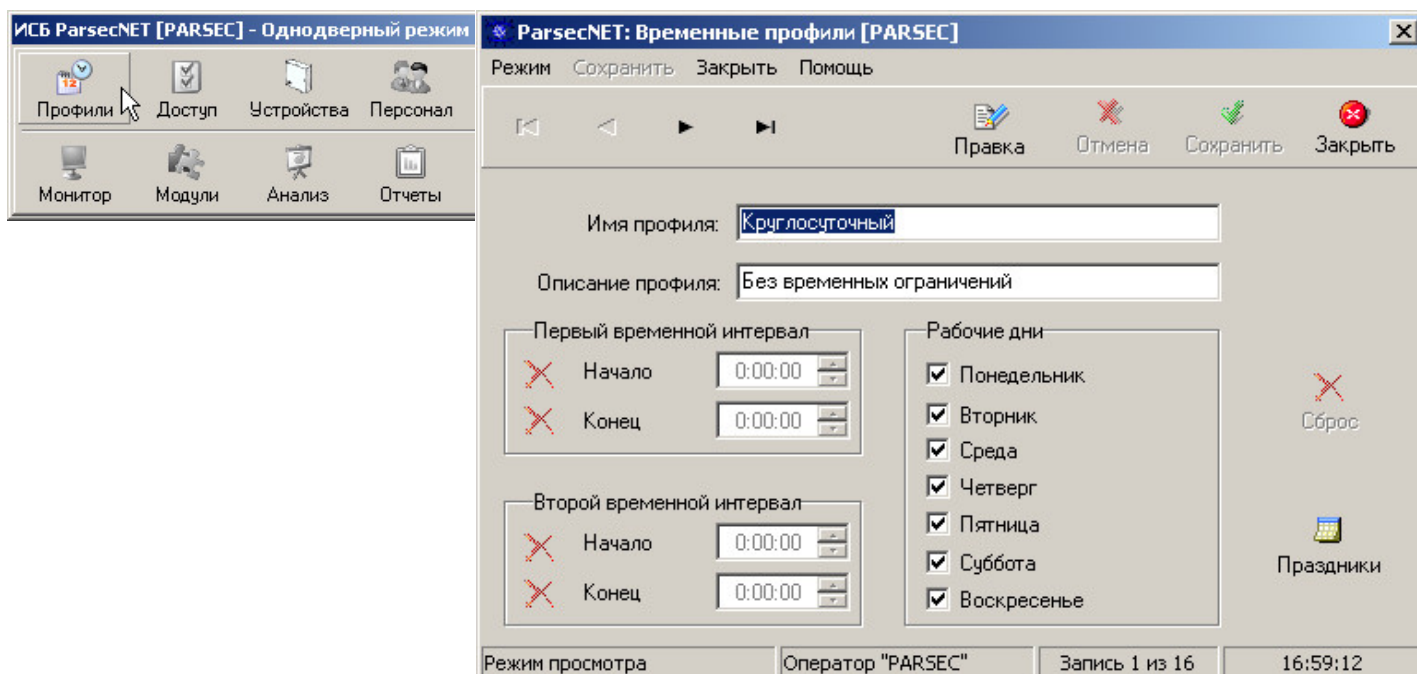 ИСБ ParsecNET [PARSEC] - Однодверный режим
Профили Доступ Устройства Персонал
Монитор Модули Анализ Отчеты
ParsecNET: Временные профили [PARSEC]
Режим Сохранить Закрыть Помощь
Правка Отмена Сохранить Закрыть
Имя профиля: Круглосуточный
Описание профиля: Без временных ограничений
Первый временной интервал
Начало 0:00:00
Конец 0:00:00
Второй временной интервал
Начало 0:00:00
Конец 0:00:00
Рабочие дни
Понедельник
Вторник
Среда
Четверг
Пятница
Суббота
Воскресенье
Сброс
Праздники
Режим просмотра Оператор "PARSEC" Запись 1 из 16 16:59:12